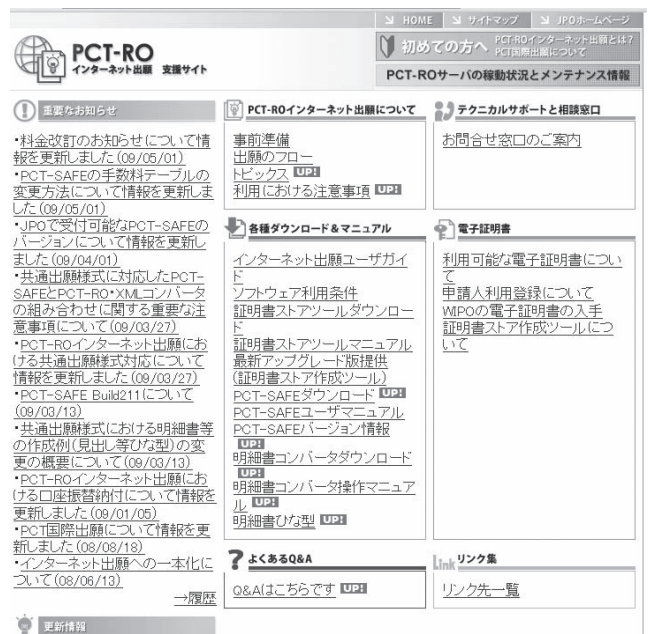 HOME サイトマップ JPOホームページ
PCT-RO
インターネット出願 支援サイト
初めての方へ PCT-ROインターネット出願とは?
PCT国際出願について
PCT-ROサーバの稼動状況とメンテナンス情報
重要なお知らせ
・料金改訂のお知らせについて情
報を更新しました(09/05/01)
・PCT-SAFEの手数料テーブルの
変更方法について情報を更新しま
した(09/05/01)
・JPOで受付可能なPCT-SAFEの
バージョンについて情報を更新し
ました(09/04/01)
・共通出願様式に対応したPCT-
SAFEとPCT-RO・XMLコンバータ
の組み合わせに関する重要な注
意事項について(09/03/27)
・PCT-ROインターネット出願にお
ける共通出願様式対応について
情報を更新しました(09/03/27)
・PCT-SAFE Build211について
(09/03/13)
・共通出願様式における明細書等
の作成例(見出し等ひな型)の変
更の概要について(09/03/13)
・PCT-ROインターネット出願にお
ける口座振替納付について情報を
更新しました(09/01/05)
・PCT国際出願について情報を更
新しました(08/08/18)
・インターネット出願への一本化に
ついて(08/06/13)
→履歴
更新情報
PCT-ROインターネット出願について
事前準備
出願のフロー
トピックス UP!
利用における注意事項 UP!
各種ダウンロード&マニュアル
インターネット出願ユーザガイ
ド
ソフトウェア利用条件
証明書ストアツールダウンロー
ド
証明書ストアツールマニュアル
最新アップグレード版提供
(証明書ストア作成ツール)
PCT-SAFEダウンロード UP!
PCT-SAFEユーザマニュアル
PCT-SAFEバージョン情報
UP!
明細書コンバータダウンロード
UP!
明細書コンバータ操作マニュア
ル UP!
明細書ひな型 UP!
? よくあるQ&A
Q&Aはこちらです UP!
テクニカルサポートと相談窓口
お問合せ窓口のご案内
電子証明書
利用可能な電子証明書につい
て
申請人利用登録について
WIPOの電子証明書の入手
証明書ストア作成ツールにつ
いて
Link リンク集
リンク先一覧